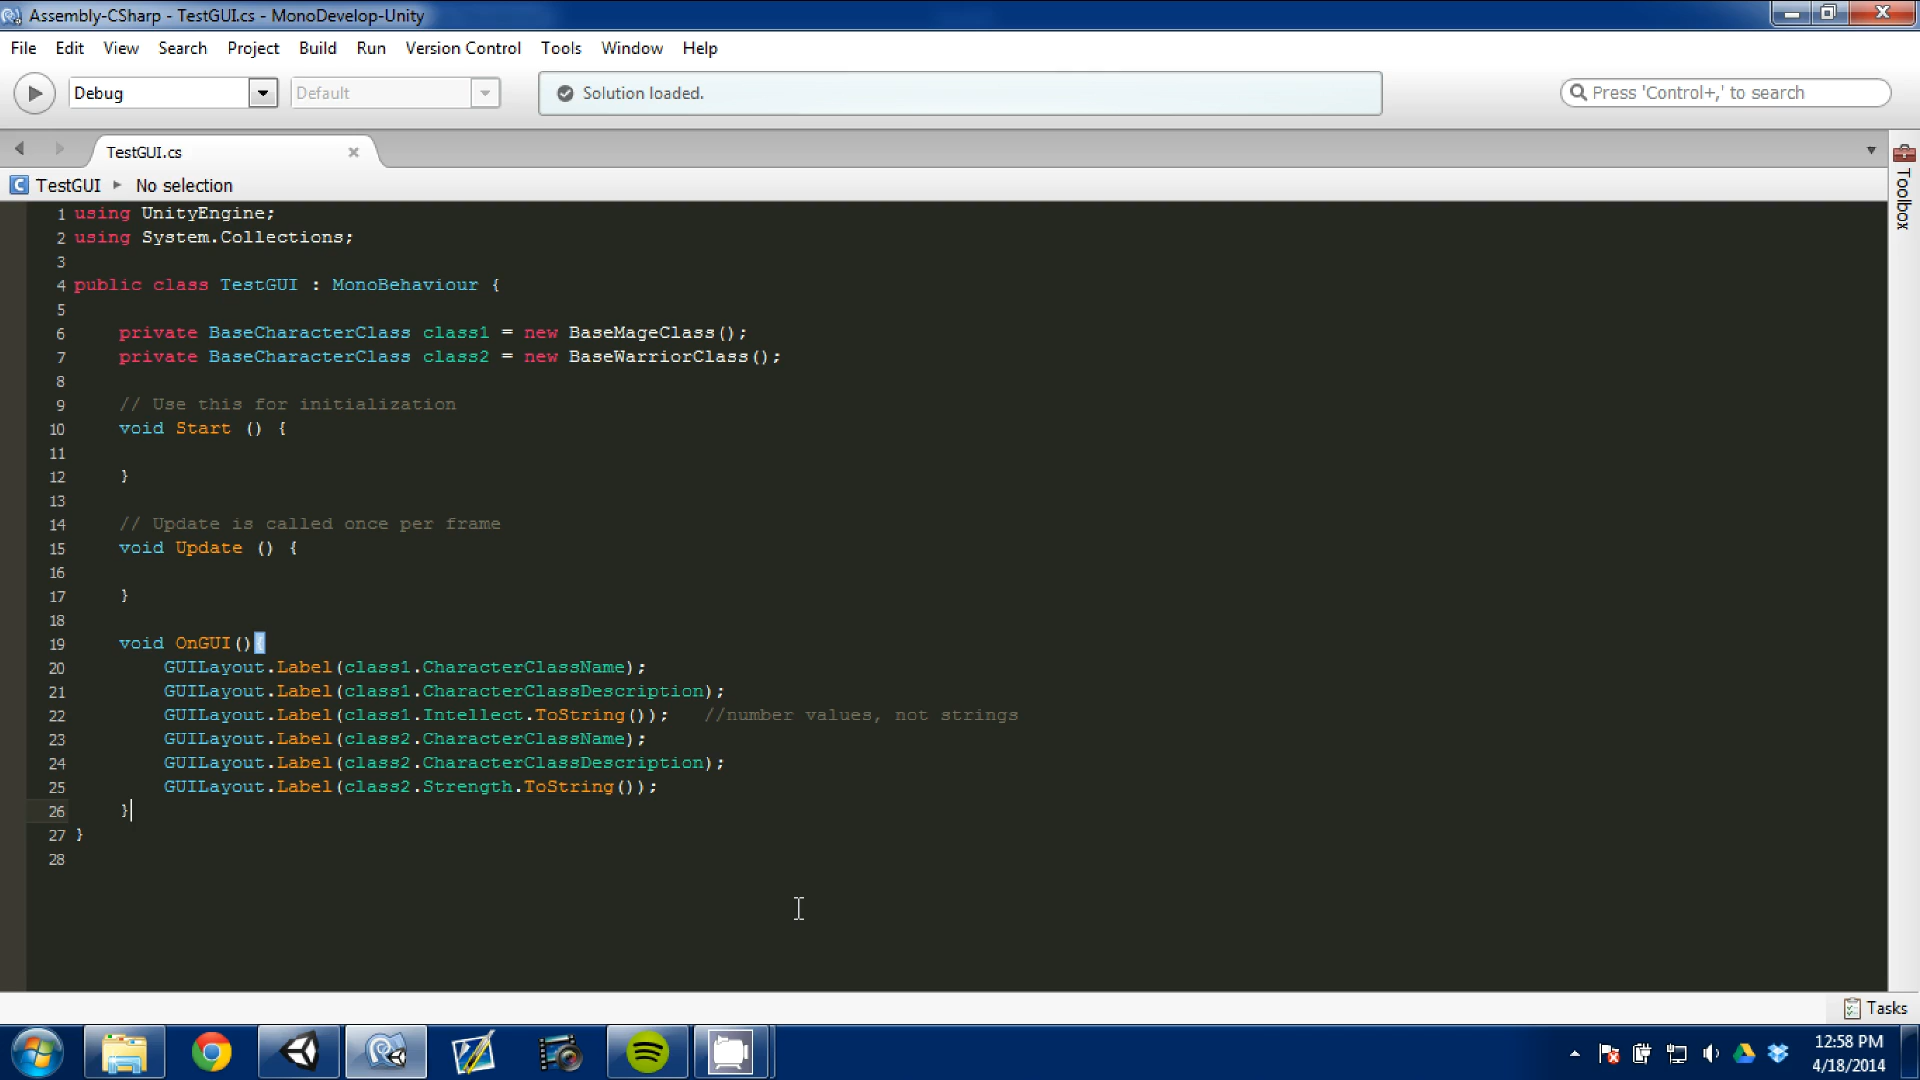 Assembly-CSharp - TestGUI.cs - MonoDevelop-Unity
File Edit View Search Project Build Run Version Control Tools Window Help
Debug Default Solution loaded. Press 'Control+,' to search
TestGUI.cs
TestGUI No selection
Toolbox
1 using UnityEngine;
2 using System.Collections;
3
4 public class TestGUI : MonoBehaviour {
5
6 private BaseCharacterClass class1 = new BaseMageClass();
7 private BaseCharacterClass class2 = new BaseWarriorClass();
8
9 // Use this for initialization
10 void Start () {
11
12 }
13
14 // Update is called once per frame
15 void Update () {
16
17 }
18
19 void OnGUI(){
20 GUILayout.Label(class1.CharacterClassName);
21 GUILayout.Label(class1.CharacterClassDescription);
22 GUILayout.Label(class1.Intellect.ToString()); //number values, not strings
23 GUILayout.Label(class2.CharacterClassName);
24 GUILayout.Label(class2.CharacterClassDescription);
25 GUILayout.Label(class2.Strength.ToString());
26 }
27 }
28
Tasks
12:58 PM
4/18/2014